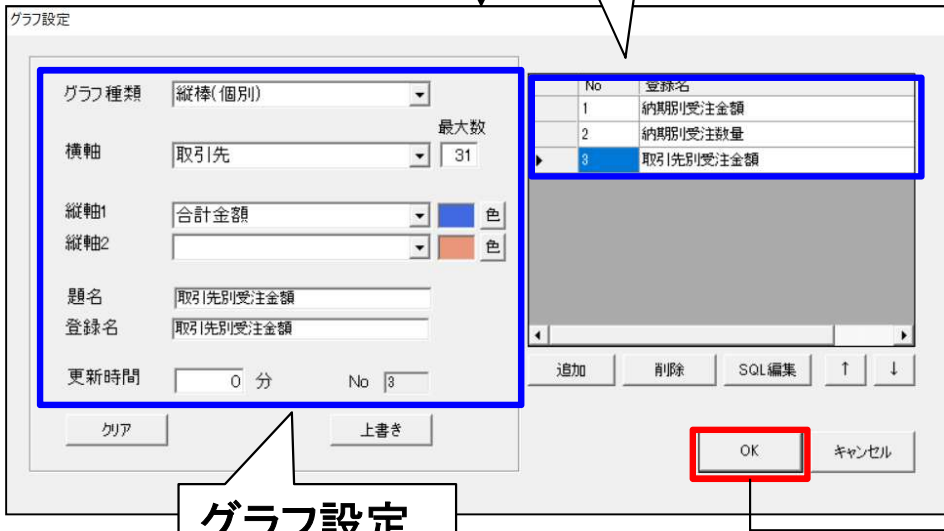 グラフ設定
グラフ種類 縦棒(個別)
最大数
横軸 取引先 31
縦軸1 合計金額 色
縦軸2 色
題名 取引先別受注金額
登録名 取引先別受注金額
更新時間 0 分 No 3
クリア 上書き
No 登録名
1 納期別受注金額
2 納期別受注数量
3 取引先別受注金額
追加 削除 SQL編集 ↑ ↓
OK キャンセル
グラフ設定